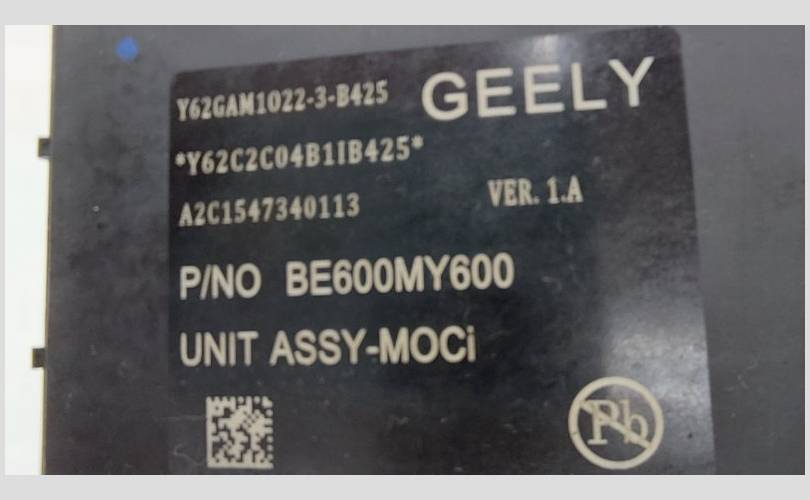 Y62GAM1022-3-B425
GEELY
*Y62C2C04B1IB425*
A2C1547340113
VER. 1.A
P/NO BE600MY600
UNIT ASSY-MOCi
Pb